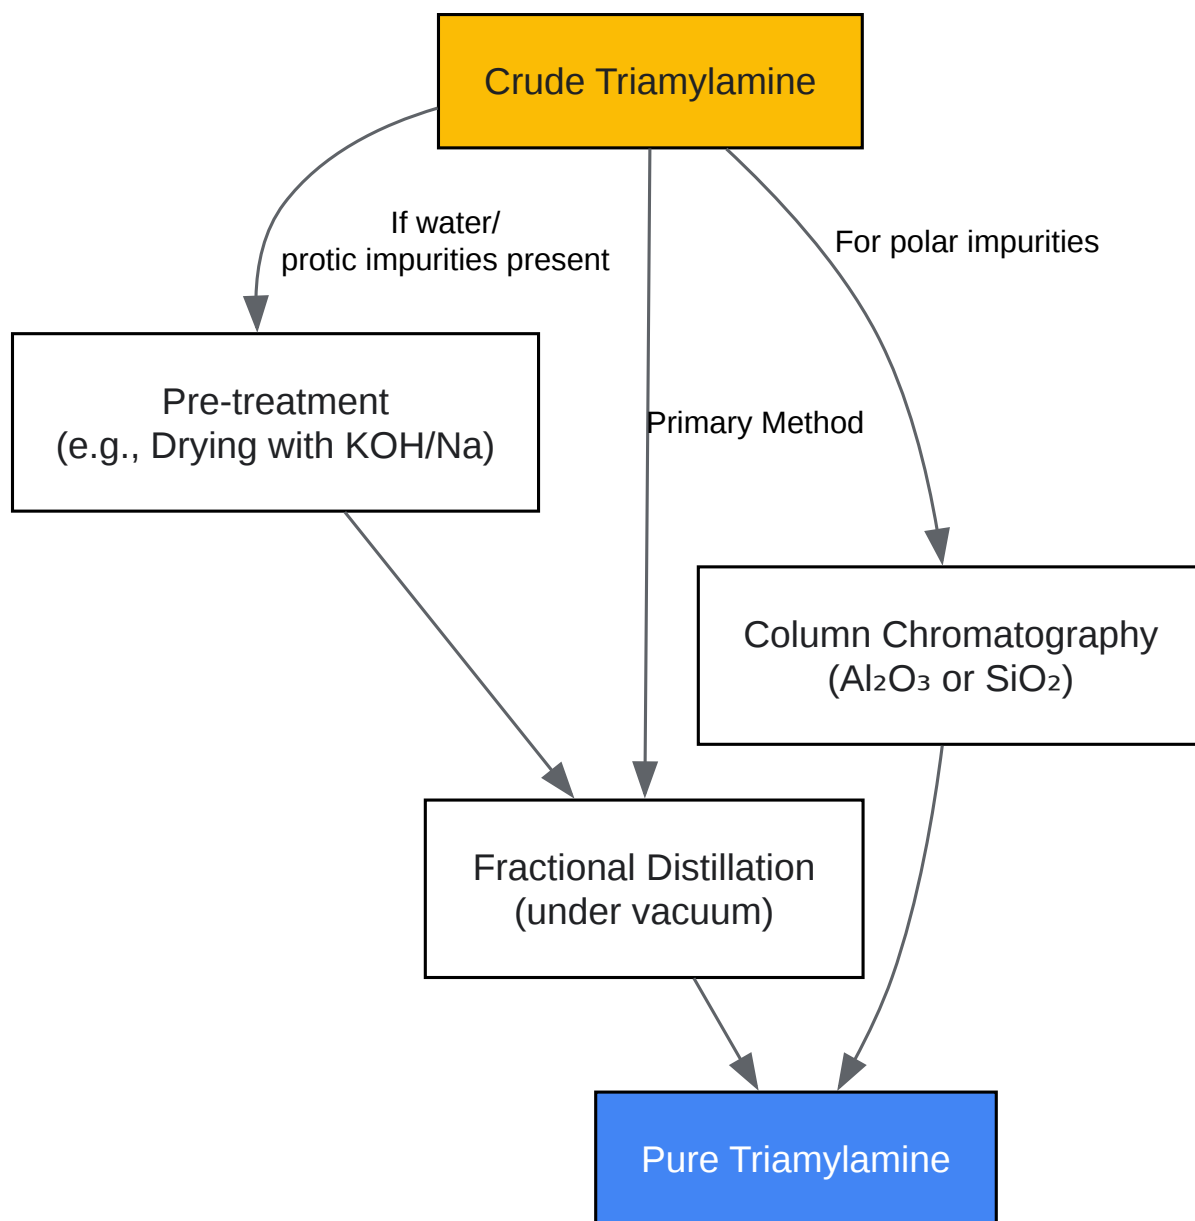 Crude Triamylamine
If water/
protic impurities present
For polar impurities
Pre-treatment
(e.g., Drying with KOH/Na)
Primary Method
Column Chromatography
(Al₂O₃ or SiO₂)
Fractional Distillation
(under vacuum)
Pure Triamylamine